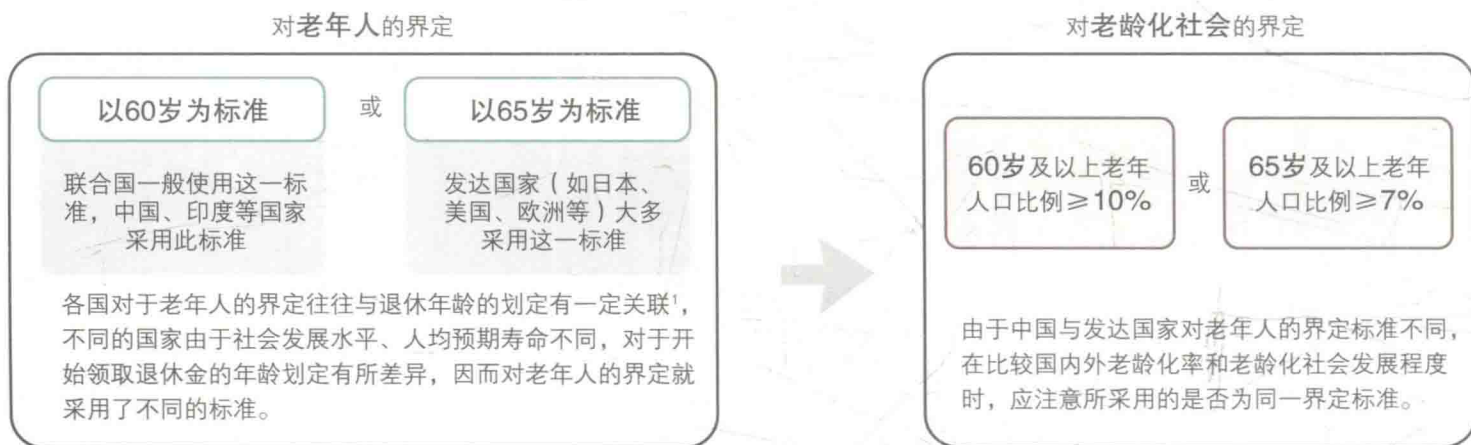 对老年人的界定
以60岁为标准
或
以65岁为标准
联合国一般使用这一标
准，中国、印度等国家
采用此标准
发达国家（如日本、
美国、欧洲等）大多
采用这一标准
各国对于老年人的界定往往与退休年龄的划定有一定关联¹，
不同的国家由于社会发展水平、人均预期寿命不同，对于开
始领取退休金的年龄划定有所差异，因而对老年人的界定就
采用了不同的标准。
对老龄化社会的界定
60岁及以上老年
人口比例≥10%
或
65岁及以上老年
人口比例≥7%
由于中国与发达国家对老年人的界定标准不同，
在比较国内外老龄化率和老龄化社会发展程度
时，应注意所采用的是否为同一界定标准。